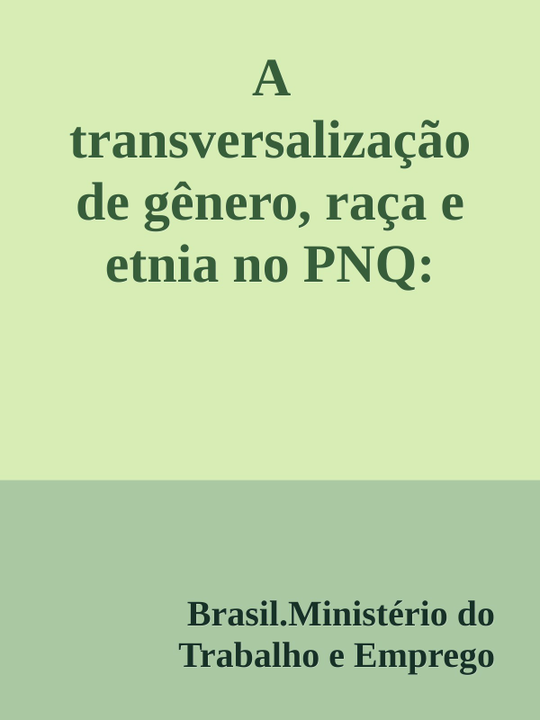 A
transversalização
de gênero, raça e
etnia no PNQ:
Brasil.Ministério do
Trabalho e Emprego